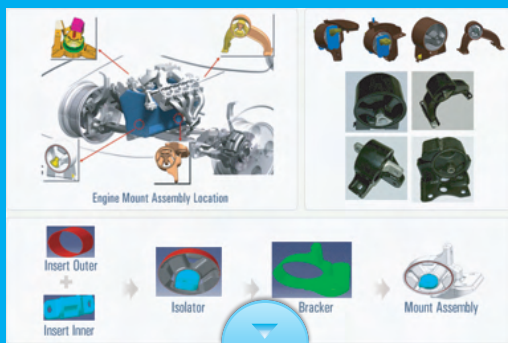 Engine Mount Assembly Location
Insert Outer
+
Insert Inner
Isolator
Bracker
Mount Assembly